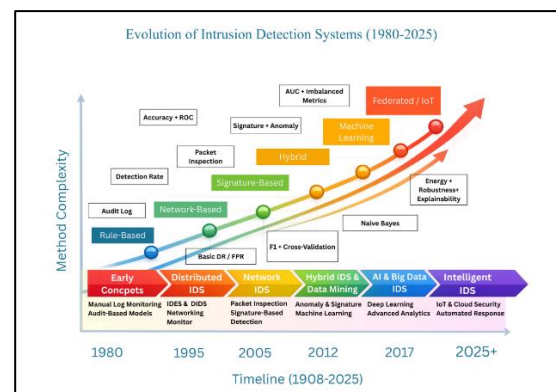 Evolution of Intrusion Detection Systems (1980-2025)
AUC + Imbalanced
Metrics
Federated / IoT
Accuracy + ROC
Signature + Anomaly
Machine
Learning
Packet
Inspection
Hybrid
Detection Rate
Signature-Based
Energy +
Robustness+
Explainability
Audit Log
Network-Based
Naive Bayes
Rule-Based
Basic DR / FPR
F1 + Cross-Validation
Method Complexity
Early
Concpets
Distributed
IDS
Network
IDS
Hybrid IDS &
Data Mining
AI & Big Data
IDS
Intelligent
IDS
Manual Log Monitoring
Audit-Based Models
IDES & DIDS
Networking
Monitor
Packet Inspection
Signature-Based
Detection
Anomaly & Signature
Machine Learning
Deep Learning
Advanced Analytics
IoT & Cloud Security
Automated Response
1980
1995
2005
2012
2017
2025+
Timeline (1908-2025)